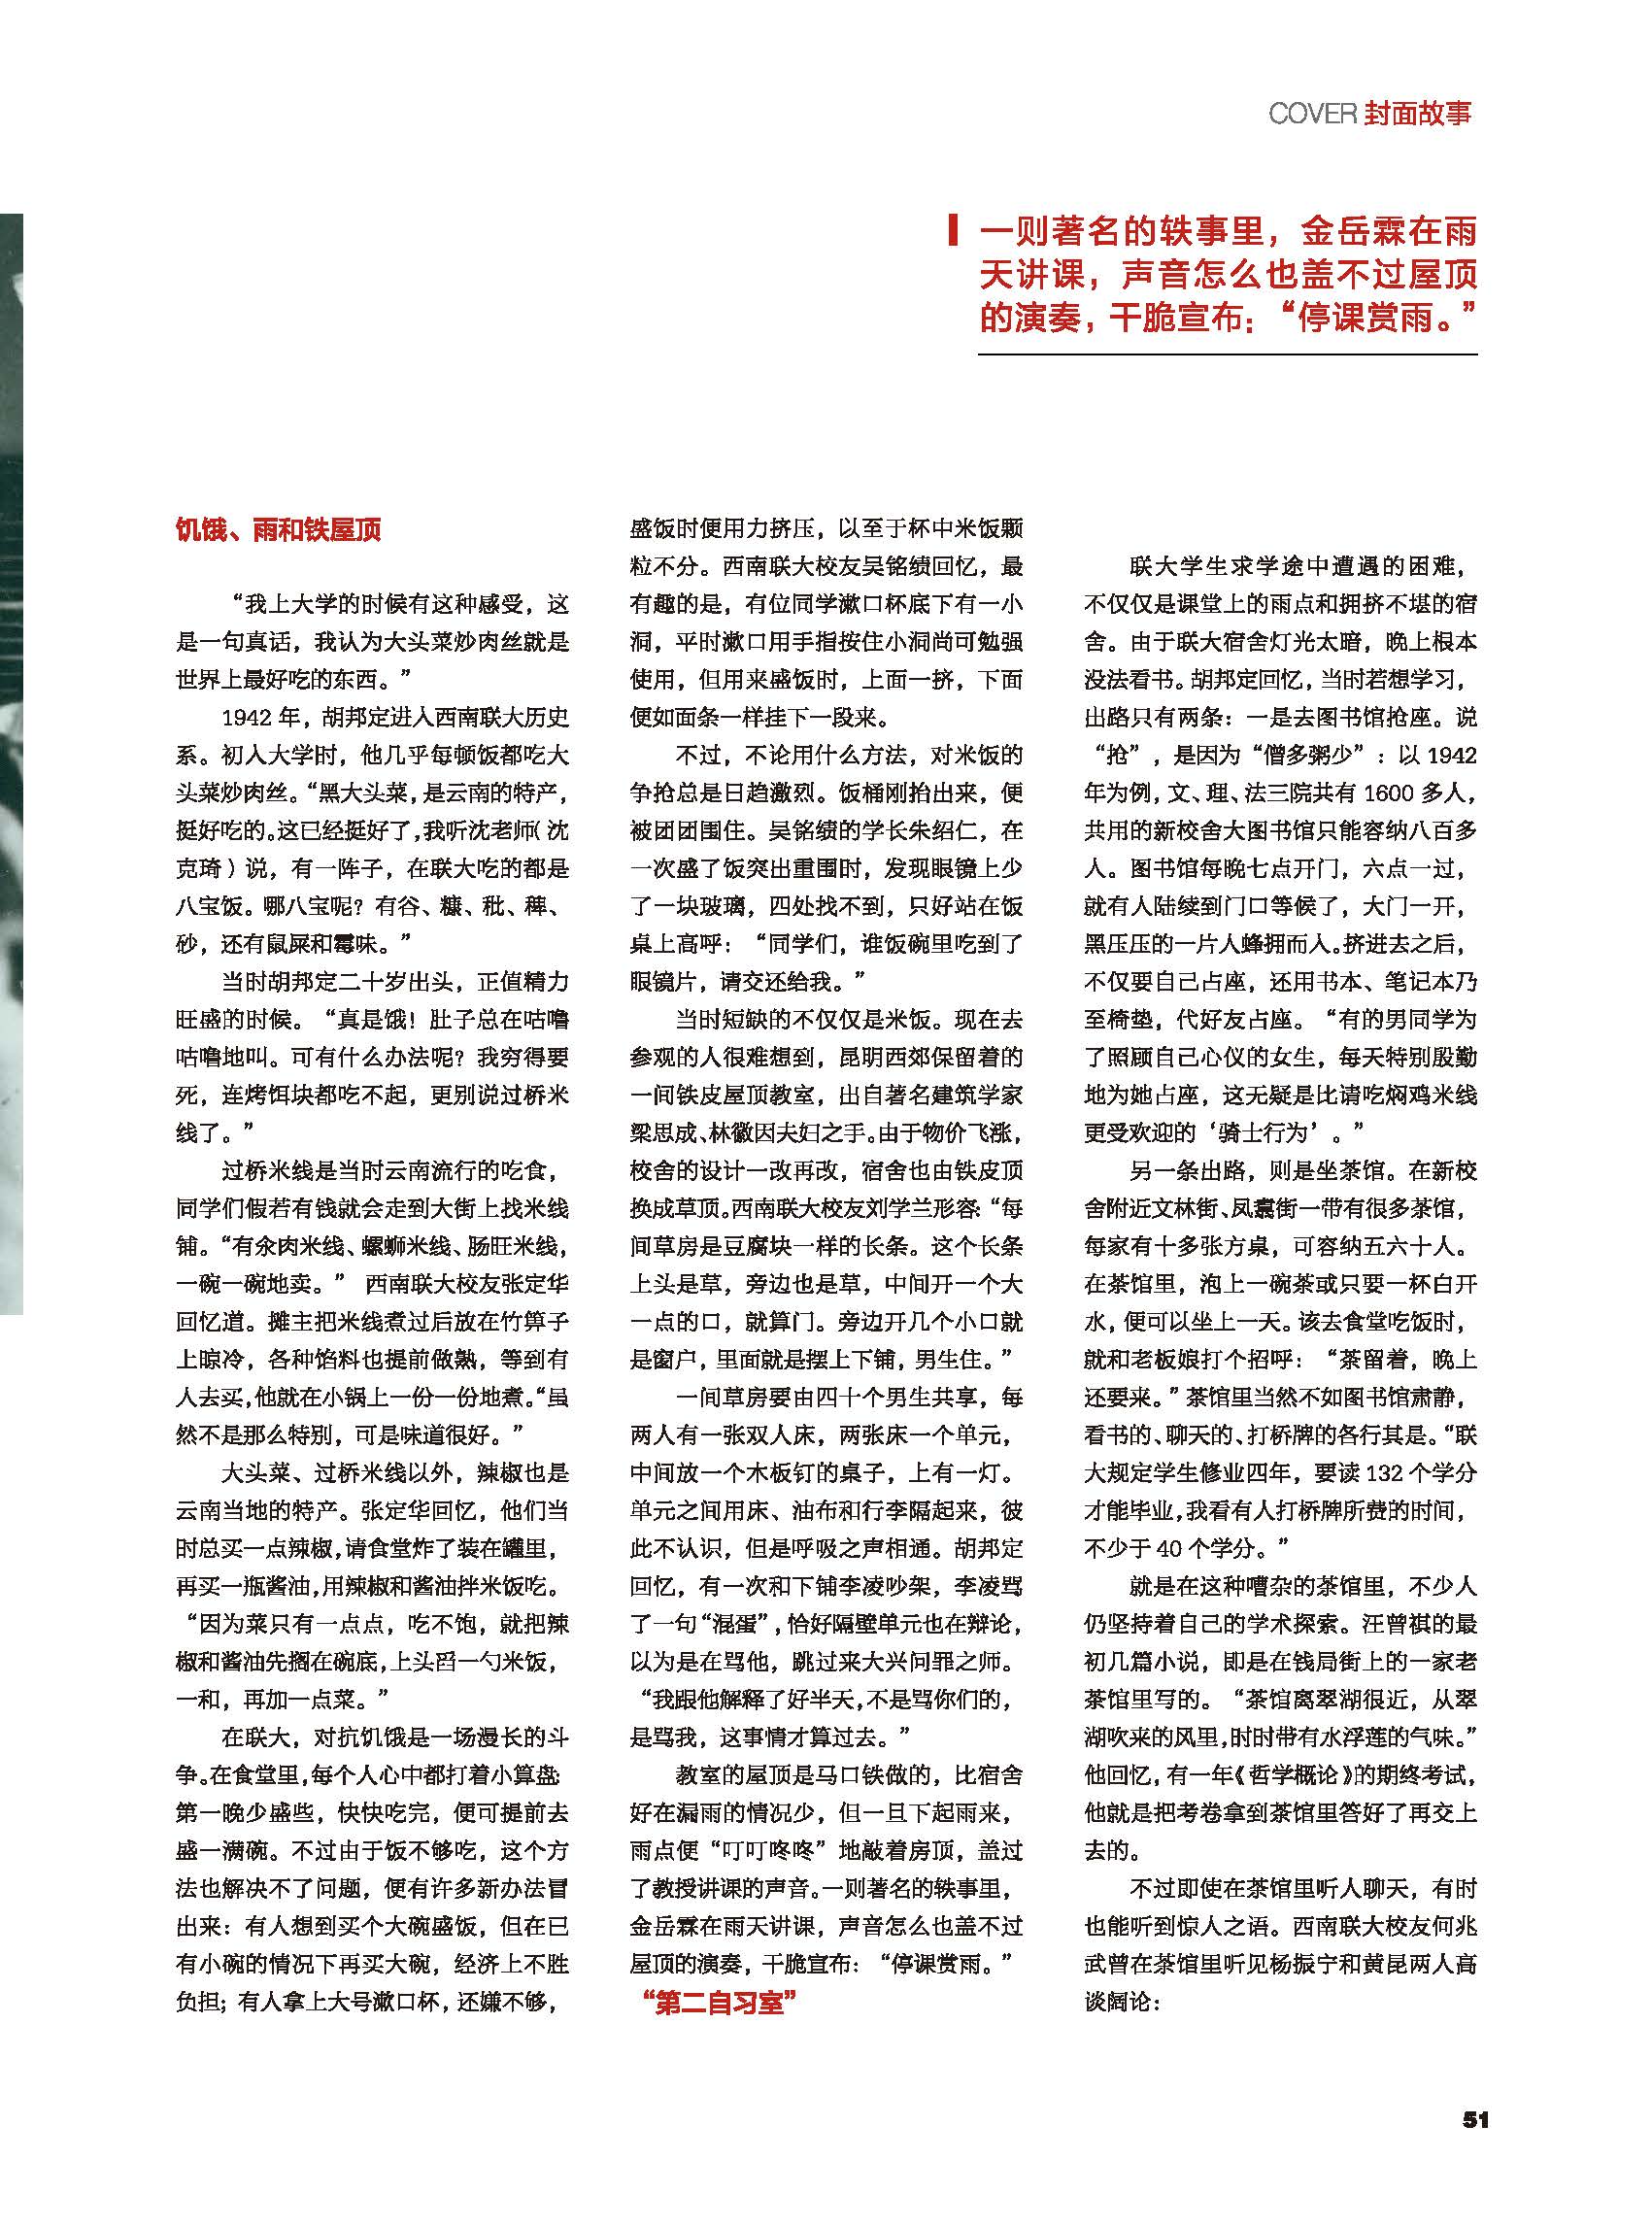 COVER 封面故事
一则著名的轶事里，金岳霖在雨
天讲课，声音怎么也盖不过屋顶
的演奏，干脆宣布：“停课赏雨。”
饥饿、雨和铁屋顶
“我上大学的时候有这种感受，这
是一句真话，我认为大头菜炒肉丝就是
世界上最好吃的东西。”
1942 年，胡邦定进入西南联大历史
系。初入大学时，他几乎每顿饭都吃大
头菜炒肉丝。“黑大头菜，是云南的特产，
挺好吃的。这已经挺好了，我听沈老师（沈
克琦）说，有一阵子，在联大吃的都是
八宝饭。哪八宝呢？有谷、糠、秕、稗、
砂，还有鼠屎和霉味。”
当时胡邦定二十岁出头，正值精力
旺盛的时候。“真是饿！肚子总在咕噜
咕噜地叫。可有什么办法呢？我穷得要
死，连烤饵块都吃不起，更别说过桥米
线了。”
过桥米线是当时云南流行的吃食，
同学们假若有钱就会走到大街上找米线
铺。“有汆肉米线、螺蛳米线、肠旺米线，
一碗一碗地卖。” 西南联大校友张定华
回忆道。摊主把米线煮过后放在竹箅子
上晾冷，各种馅料也提前做熟，等到有
人去买，他就在小锅上一份一份地煮。“虽
然不是那么特别，可是味道很好。”
大头菜、过桥米线以外，辣椒也是
云南当地的特产。张定华回忆，他们当
时总买一点辣椒，请食堂炸了装在罐里，
再买一瓶酱油，用辣椒和酱油拌米饭吃。
“因为菜只有一点点，吃不饱，就把辣
椒和酱油先搁在碗底，上头舀一勺米饭，
一和，再加一点菜。”
在联大，对抗饥饿是一场漫长的斗
争。在食堂里，每个人心中都打着小算盘：
第一晚少盛些，快快吃完，便可提前去
盛一满碗。不过由于饭不够吃，这个方
法也解决不了问题，便有许多新办法冒
出来：有人想到买个大碗盛饭，但在已
有小碗的情况下再买大碗，经济上不胜
负担；有人拿上大号漱口杯，还嫌不够，
盛饭时便用力挤压，以至于杯中米饭颗
粒不分。西南联大校友吴铭绩回忆，最
有趣的是，有位同学漱口杯底下有一小
洞，平时漱口用手指按住小洞尚可勉强
使用，但用来盛饭时，上面一挤，下面
便如面条一样挂下一段来。
不过，不论用什么方法，对米饭的
争抢总是日趋激烈。饭桶刚抬出来，便
被团团围住。吴铭绩的学长朱绍仁，在
一次盛了饭突出重围时，发现眼镜上少
了一块玻璃，四处找不到，只好站在饭
桌上高呼：“同学们，谁饭碗里吃到了
眼镜片，请交还给我。”
当时短缺的不仅仅是米饭。现在去
参观的人很难想到，昆明西郊保留着的
一间铁皮屋顶教室，出自著名建筑学家
梁思成、林徽因夫妇之手。由于物价飞涨，
校舍的设计一改再改，宿舍也由铁皮顶
换成草顶。西南联大校友刘学兰形容：“每
间草房是豆腐块一样的长条。这个长条
上头是草，旁边也是草，中间开一个大
一点的口，就算门。旁边开几个小口就
是窗户，里面就是摆上下铺，男生住。”
一间草房要由四十个男生共享，每
两人有一张双人床，两张床一个单元，
中间放一个木板钉的桌子，上有一灯。
单元之间用床、油布和行李隔起来，彼
此不认识，但是呼吸之声相通。胡邦定
回忆，有一次和下铺李凌吵架，李凌骂
了一句“混蛋”，恰好隔壁单元也在辩论，
以为是在骂他，跳过来大兴问罪之师。
“我跟他解释了好半天，不是骂你们的，
是骂我，这事情才算过去。”
教室的屋顶是马口铁做的，比宿舍
好在漏雨的情况少，但一旦下起雨来，
雨点便“叮叮咚咚”地敲着房顶，盖过
了教授讲课的声音。一则著名的轶事里，
金岳霖在雨天讲课，声音怎么也盖不过
屋顶的演奏，干脆宣布：“停课赏雨。”
“第二自习室”
联大学生求学途中遭遇的困难，
不仅仅是课堂上的雨点和拥挤不堪的宿
舍。由于联大宿舍灯光太暗，晚上根本
没法看书。胡邦定回忆，当时若想学习，
出路只有两条：一是去图书馆抢座。说
“抢”，是因为“僧多粥少”：以 1942
年为例，文、理、法三院共有 1600 多人，
共用的新校舍大图书馆只能容纳八百多
人。图书馆每晚七点开门，六点一过，
就有人陆续到门口等候了，大门一开，
黑压压的一片人蜂拥而入。挤进去之后，
不仅要自己占座，还用书本、笔记本乃
至椅垫，代好友占座。“有的男同学为
了照顾自己心仪的女生，每天特别殷勤
地为她占座，这无疑是比请吃焖鸡米线
更受欢迎的‘骑士行为’。”
另一条出路，则是坐茶馆。在新校
舍附近文林街、凤翥街一带有很多茶馆，
每家有十多张方桌，可容纳五六十人。
在茶馆里，泡上一碗茶或只要一杯白开
水，便可以坐上一天。该去食堂吃饭时，
就和老板娘打个招呼：“茶留着，晚上
还要来。”茶馆里当然不如图书馆肃静，
看书的、聊天的、打桥牌的各行其是。“联
大规定学生修业四年，要读 132 个学分
才能毕业，我看有人打桥牌所费的时间，
不少于 40 个学分。”
就是在这种嘈杂的茶馆里，不少人
仍坚持着自己的学术探索。汪曾祺的最
初几篇小说，即是在钱局街上的一家老
茶馆里写的。“茶馆离翠湖很近，从翠
湖吹来的风里，时时带有水浮莲的气味。”
他回忆，有一年《哲学概论》的期终考试，
他就是把考卷拿到茶馆里答好了再交上
去的。
不过即使在茶馆里听人聊天，有时
也能听到惊人之语。西南联大校友何兆
武曾在茶馆里听见杨振宁和黄昆两人高
谈阔论：
51